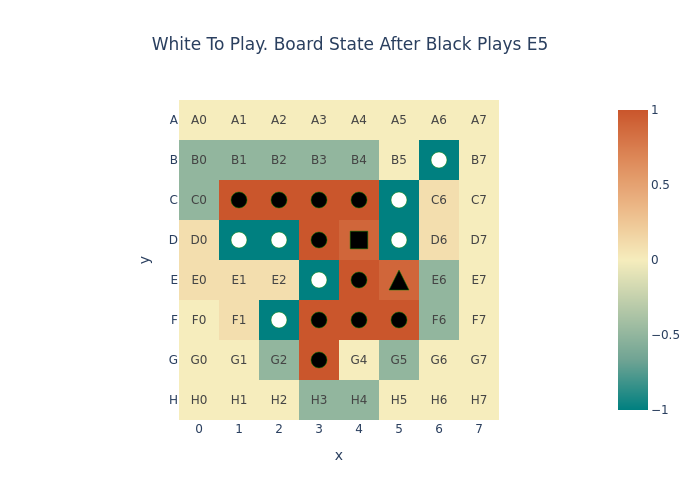 White To Play. Board State After Black Plays E5
A A0 A1 A2 A3 A4 A5 A6 A7
B B0 B1 B2 B3 B4 B5 B7
C C0 C6 C7
D D0 D6 D7
E E0 E1 E2 E6 E7
F F0 F1 F6 F7
G G0 G1 G2 G4 G5 G6 G7
H H0 H1 H2 H3 H4 H5 H6 H7
0 1 2 3 4 5 6 7
x
y
1
0.5
0
−0.5
−1